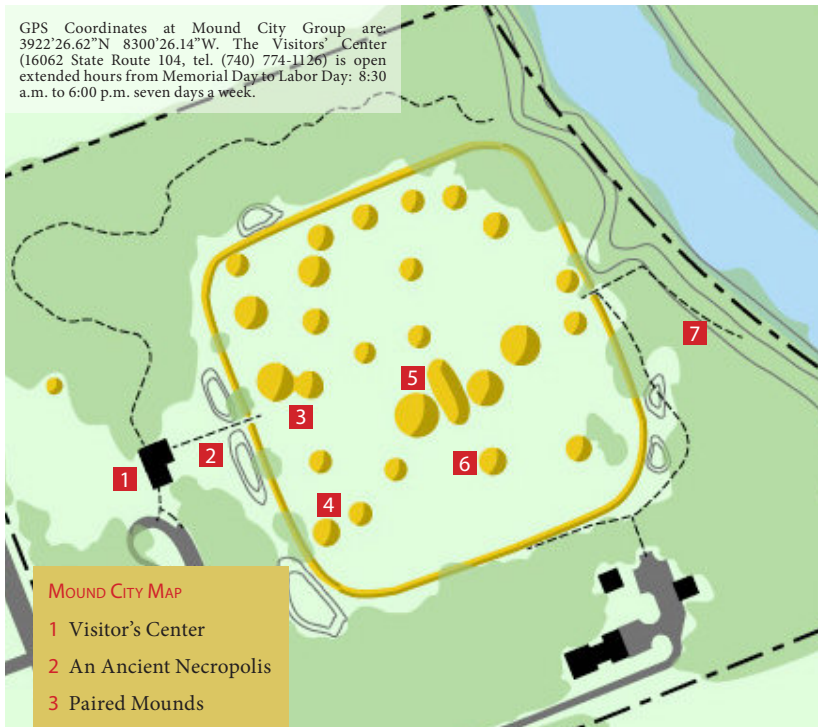 GPS Coordinates at Mound City Group are:
3922’26.62”N 8300’26.14”W. The Visitors’ Center
(16062 State Route 104, tel. (740) 774-1126) is open
extended hours from Memorial Day to Labor Day: 8:30
a.m. to 6:00 p.m. seven days a week.
7
5
3
2
6
1
4
Mound City Map
1 Visitor’s Center
2 An Ancient Necropolis
3 Paired Mounds